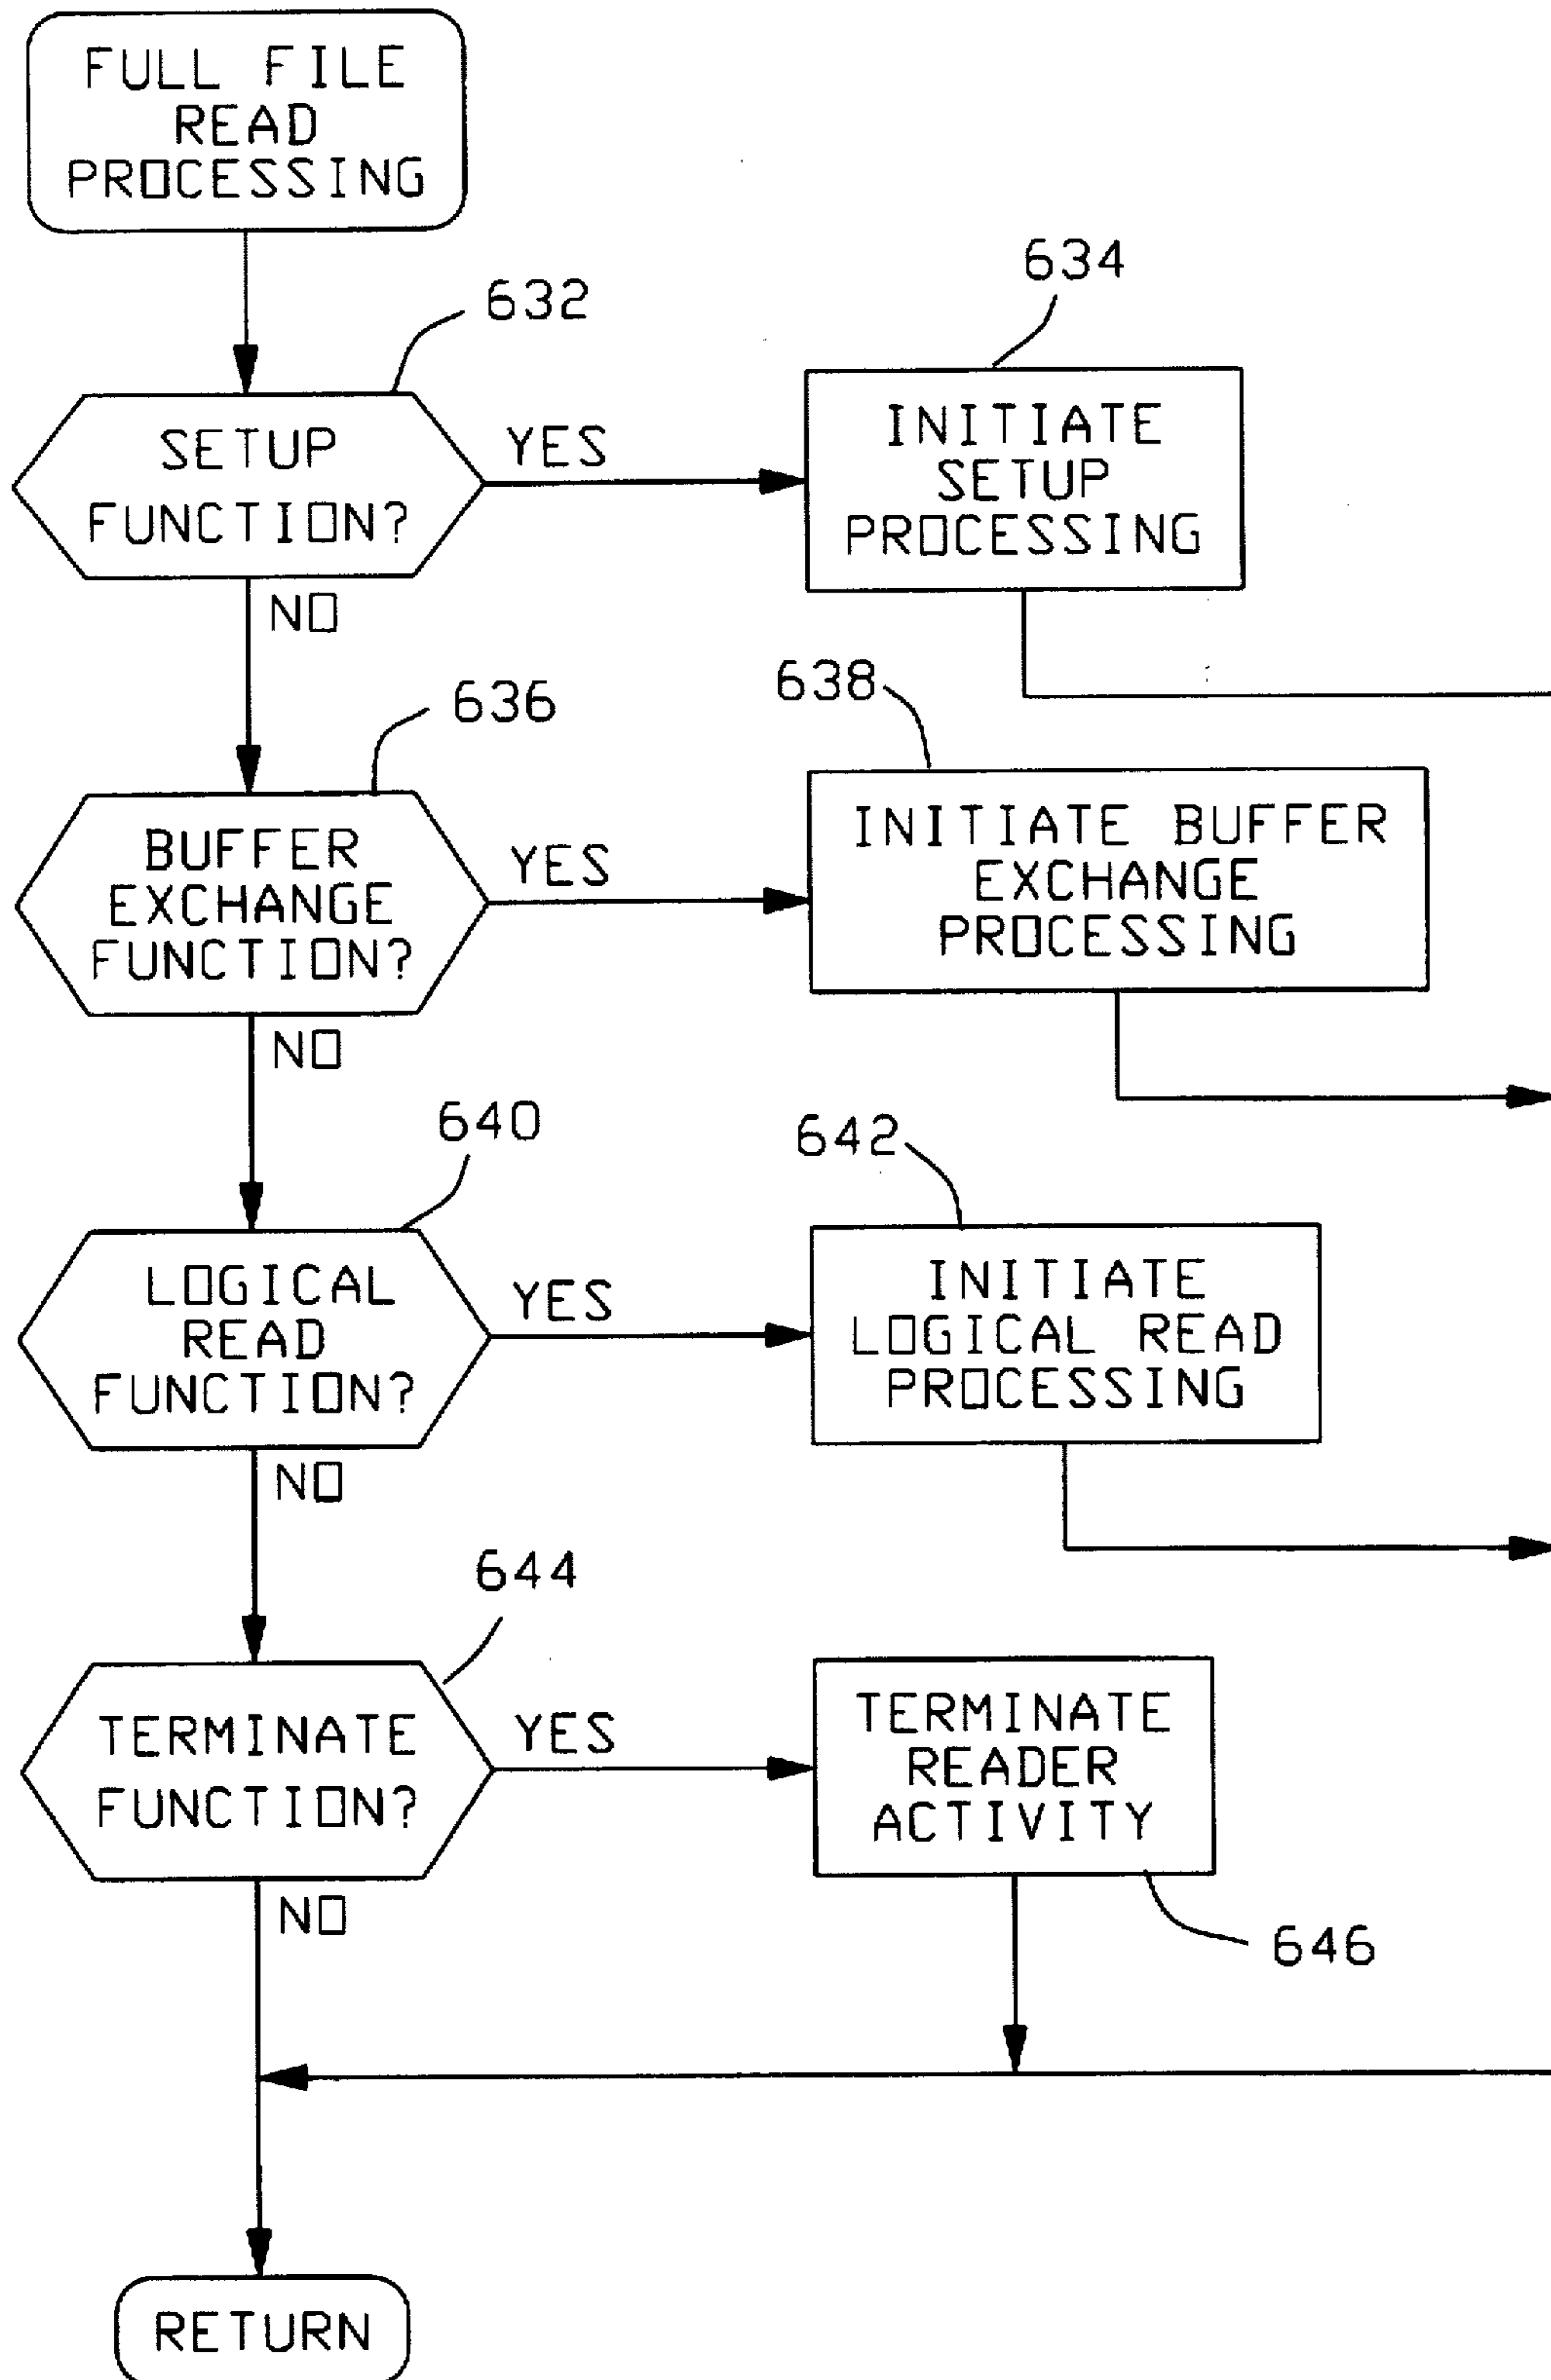 FULL FILE
READ
PROCESSING
632
634
SETUP
FUNCTION?
YES
INITIATE
SETUP
PROCESSING
NO
636
638
BUFFER
EXCHANGE
FUNCTION?
YES
INITIATE BUFFER
EXCHANGE
PROCESSING
NO
640
642
LOGICAL
READ
FUNCTION?
YES
INITIATE
LOGICAL READ
PROCESSING
NO
644
TERMINATE
FUNCTION?
YES
TERMINATE
READER
ACTIVITY
NO
646
RETURN